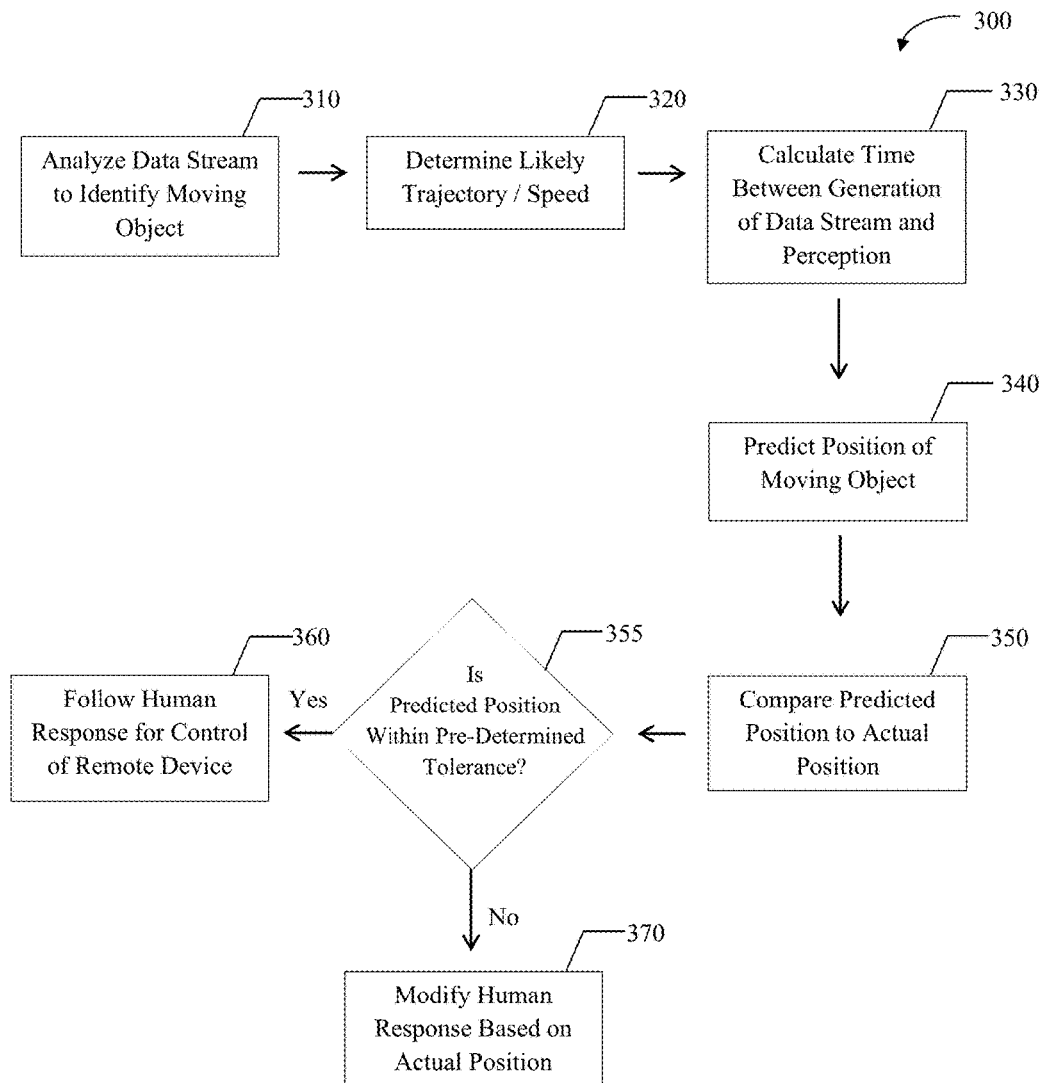 300
310
Analyze Data Stream
to Identify Moving
Object
320
Determine Likely
Trajectory / Speed
330
Calculate Time
Between Generation
of Data Stream and
Perception
340
Predict Position of
Moving Object
350
Compare Predicted
Position to Actual
Position
355
Is
Predicted Position
Within Pre-Determined
Tolerance?
Yes
360
Follow Human
Response for Control
of Remote Device
No
370
Modify Human
Response Based on
Actual Position